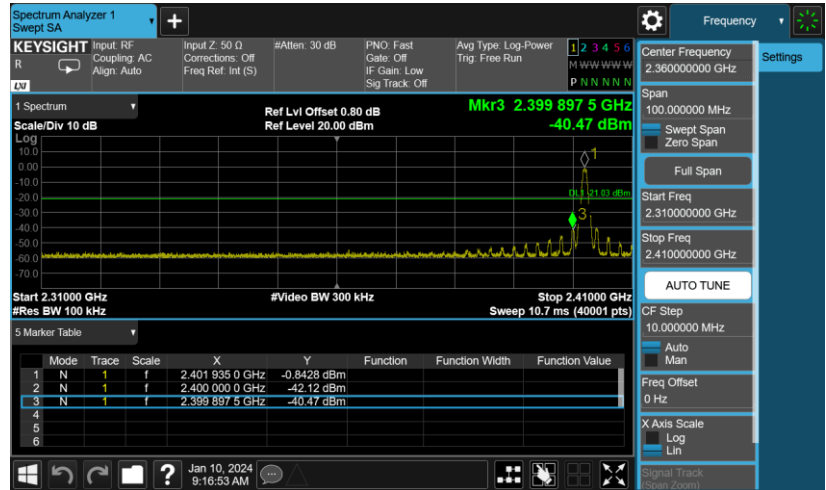 Spectrum Analyzer 1
Swept SA
Frequency
KEYSIGHT
R
LXI
Input: RF
Coupling: AC
Align: Auto
Input Z: 50 Ω
Corrections: Off
Freq Ref: Int (S)
#Atten: 30 dB
PNO: Fast
Gate: Off
IF Gain: Low
Sig Track: Off
Avg Type: Log-Power
Trig: Free Run
1 2 3 4 5 6
M W W W W W
P N N N N N
Center Frequency
2.360000000 GHz
Settings
Span
100.000000 MHz
Swept Span
Zero Span
Full Span
Start Freq
2.310000000 GHz
Stop Freq
2.410000000 GHz
AUTO TUNE
CF Step
10.000000 MHz
Auto
Man
Freq Offset
0 Hz
X Axis Scale
Log
Lin
Signal Track
(Span Zoom)
1 Spectrum
Scale/Div 10 dB
Ref Lvl Offset 0.80 dB
Ref Level 20.00 dBm
Mkr3 2.399 897 5 GHz
-40.47 dBm
Log
10.0
0.00
-10.0
-20.0
-30.0
-40.0
-50.0
-60.0
-70.0
1
DL1 -21.03 dBm
3
Start 2.31000 GHz
#Video BW 300 kHz
Stop 2.41000 GHz
#Res BW 100 kHz
Sweep 10.7 ms (40001 pts)
5 Marker Table
Mode Trace Scale X Y Function Function Width Function Value
1 N 1 f 2.401 935 0 GHz -0.8428 dBm
2 N 1 f 2.400 000 0 GHz -42.12 dBm
3 N 1 f 2.399 897 5 GHz -40.47 dBm
4
5
6
Jan 10, 2024
9:16:53 AM